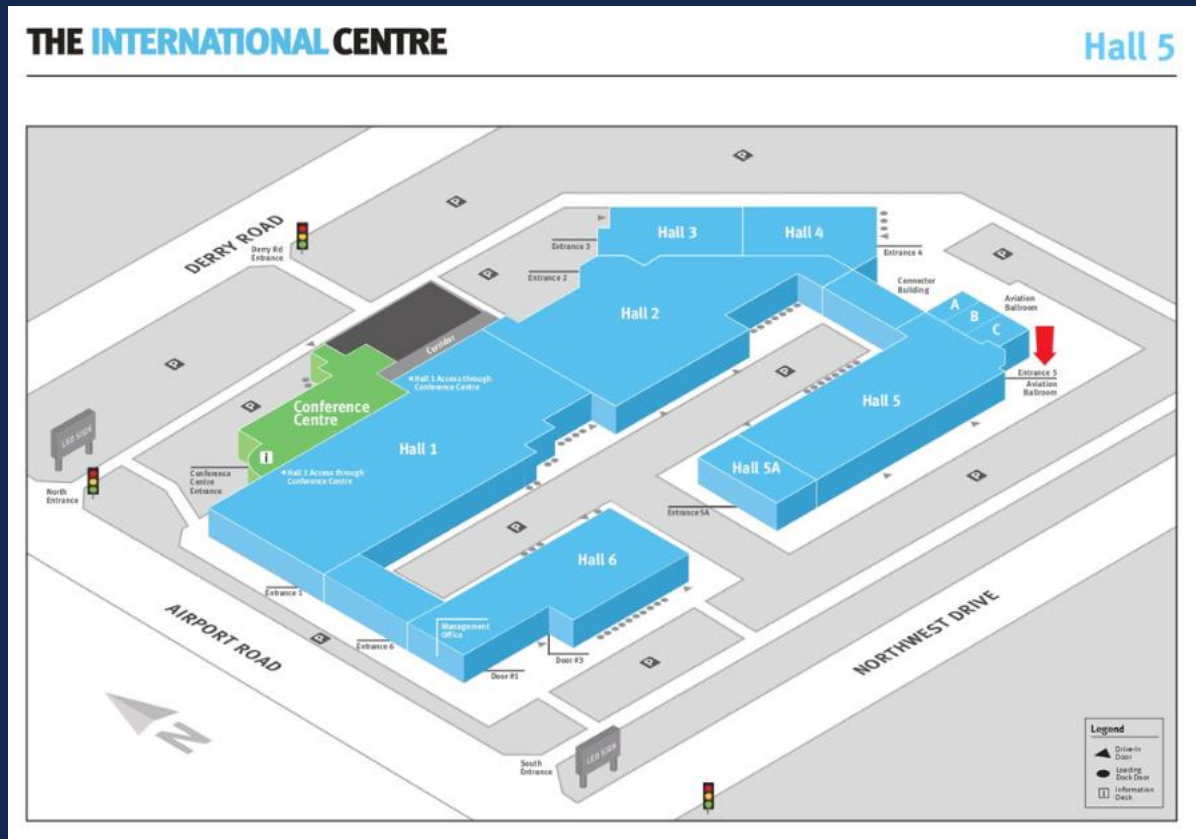 THE INTERNATIONAL CENTRE
Hall 5
DERRY ROAD
Derry Rd
Entrance
P
P
P
P
P
P
P
P
P
P
P
P
Entrance 3
Entrance 2
Hall 3
Hall 4
Entrance 4
Connector
Building
Aviation
Ballroom
A
B
C
Entrance 5
Aviation
Ballroom
Hall 2
Corridor
Hall 1 Access through
Conference Centre
Conference
Centre
i
Hall 1
Hall 1 Access through
Conference Centre
Conference
Centre
Entrance
LED SIGN
North
Entrance
Hall 5
Hall 5A
Entrance 5A
Hall 6
Entrance 1
Management
Office
Entrance 6
Door #1
Door #3
AIRPORT ROAD
NORTHWEST DRIVE
N
South
Entrance
LED SIGN
Legend
Drive-In
Door
Loading
Dock Door
i
Information
Desk